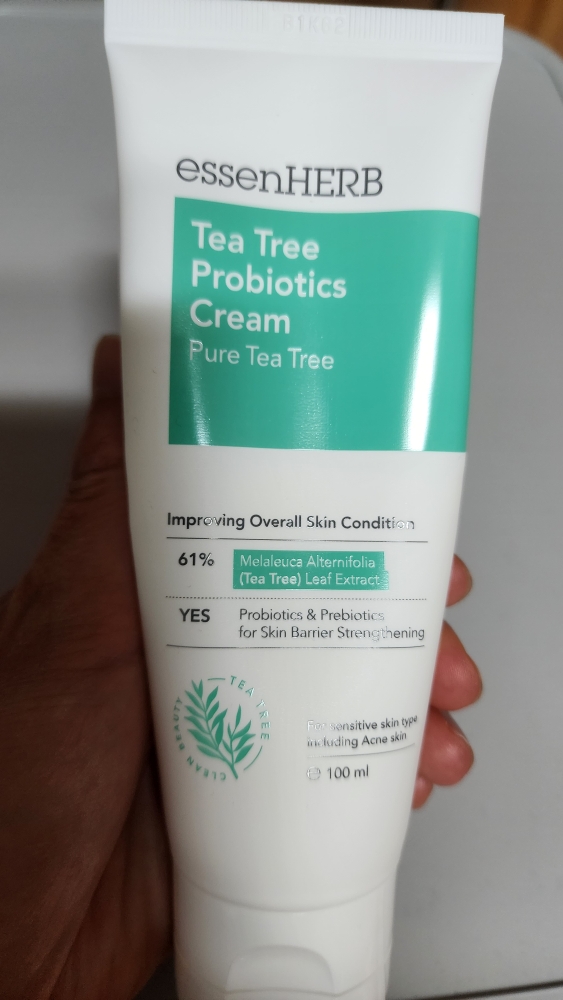 essenHERB
Tea Tree
Probiotics
Cream
Pure Tea Tree
Improving Overall Skin Condition
61% Melaleuca Alternifolia
(Tea Tree) Leaf Extract
YES Probiotics & Prebiotics
for Skin Barrier Strengthening
TEA TREE
CLEAN BEAUTY
For sensitive skin type
including Acne skin
100 ml